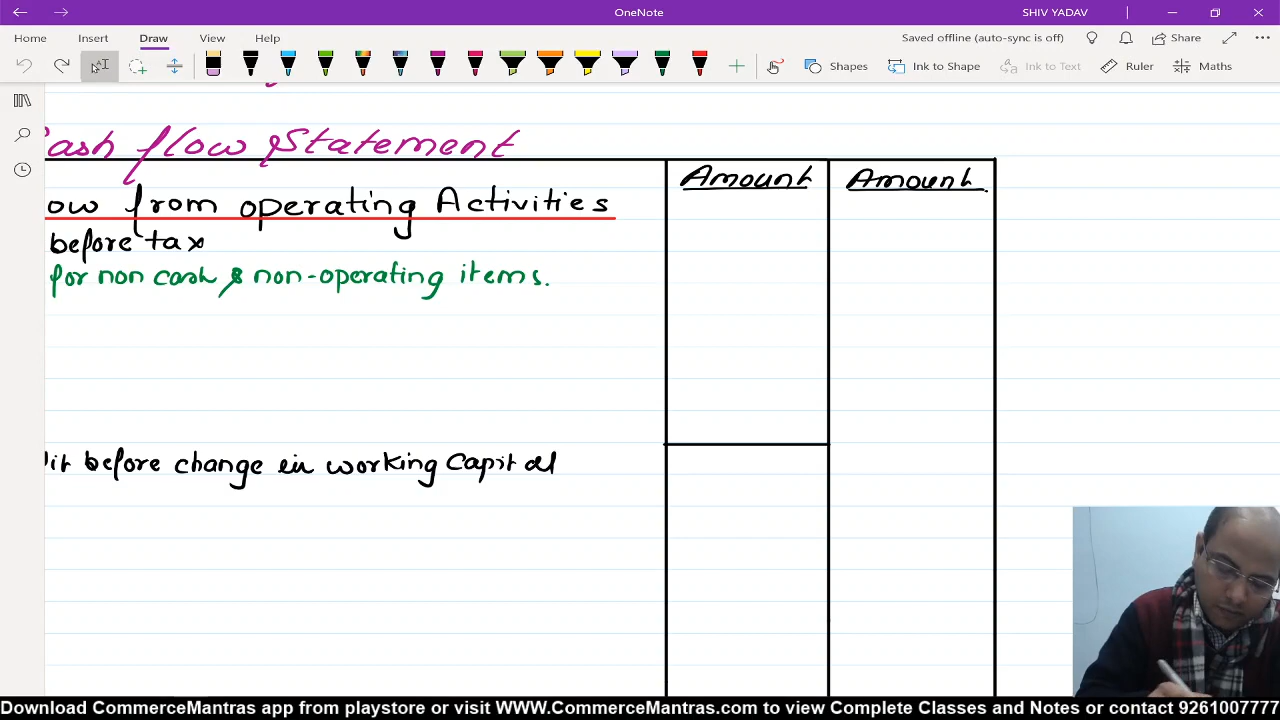 OneNote
SHIV YADAV
Home Insert Draw View Help
Saved offline (auto-sync is off)
Share
Shapes
Ink to Shape
Ink to Text
Ruler
Maths
ash flow Statement
Amount Amount
ow from operating Activities
before tax
for non cash & non-operating items.
it before change in working Capital
Download CommerceMantras app from playstore or visit WWW.CommerceMantras.com to view Complete Classes and Notes or contact 9261007777